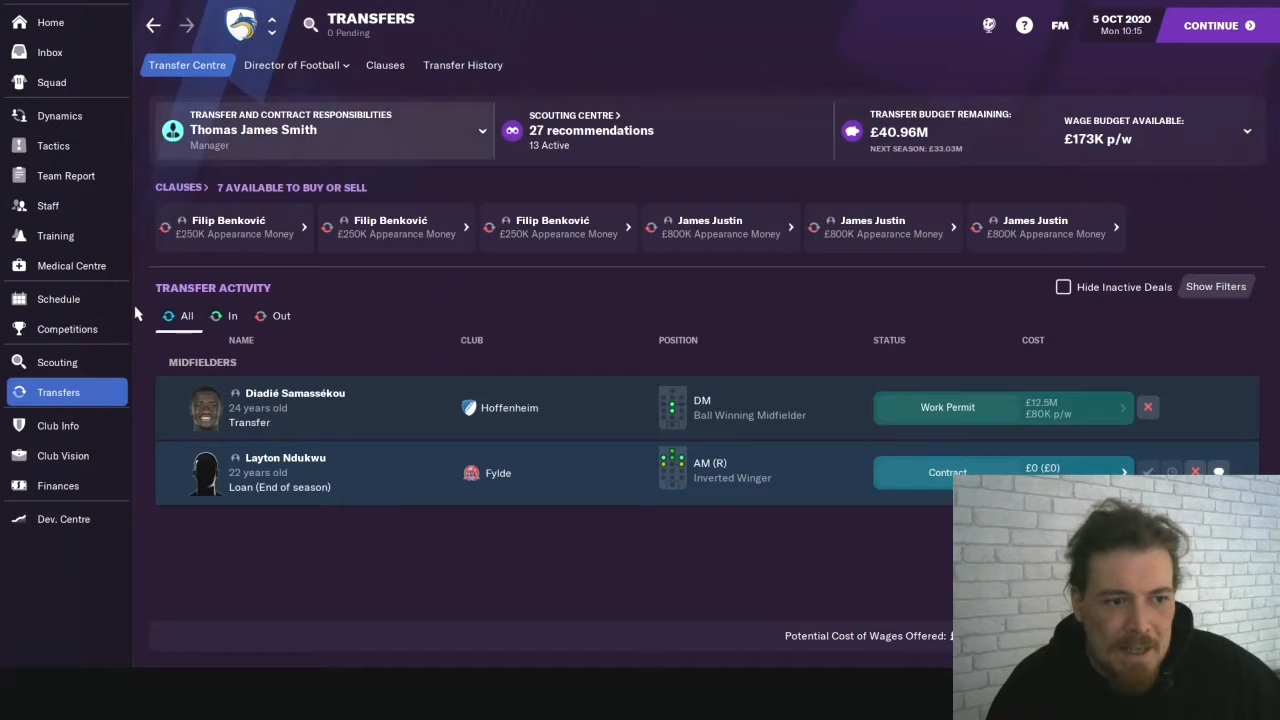 Home
Inbox
Squad
Dynamics
Tactics
Team Report
Staff
Training
Medical Centre
Schedule
Competitions
Scouting
Transfers
Club Info
Club Vision
Finances
Dev. Centre
TRANSFERS
0 Pending
?
FM
5 OCT 2020
Mon 10:15
CONTINUE
Transfer Centre
Director of Football
Clauses
Transfer History
TRANSFER AND CONTRACT RESPONSIBILITIES
Thomas James Smith
Manager
SCOUTING CENTRE
27 recommendations
13 Active
TRANSFER BUDGET REMAINING:
£40.96M
NEXT SEASON: £33.03M
WAGE BUDGET AVAILABLE:
£173K p/w
CLAUSES 7 AVAILABLE TO BUY OR SELL
Filip Benković
£250K Appearance Money
Filip Benković
£250K Appearance Money
Filip Benković
£250K Appearance Money
James Justin
£800K Appearance Money
James Justin
£800K Appearance Money
James Justin
£800K Appearance Money
TRANSFER ACTIVITY
Hide Inactive Deals
Show Filters
All
In
Out
NAME CLUB POSITION STATUS COST
MIDFIELDERS
Diadié Samassékou
24 years old
Transfer
Hoffenheim
DM
Ball Winning Midfielder
Work Permit
£12.5M
£80K p/w
Layton Ndukwu
22 years old
Loan (End of season)
Fylde
AM (R)
Inverted Winger
Contract
£0 (£0)
Potential Cost of Wages Offered: